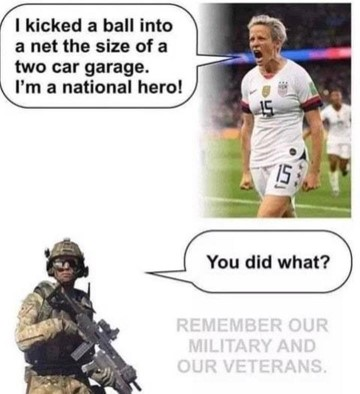 I kicked a ball into
a net the size of a
two car garage.
I'm a national hero!
15
15
You did what?
REMEMBER OUR
MILITARY AND
OUR VETERANS.